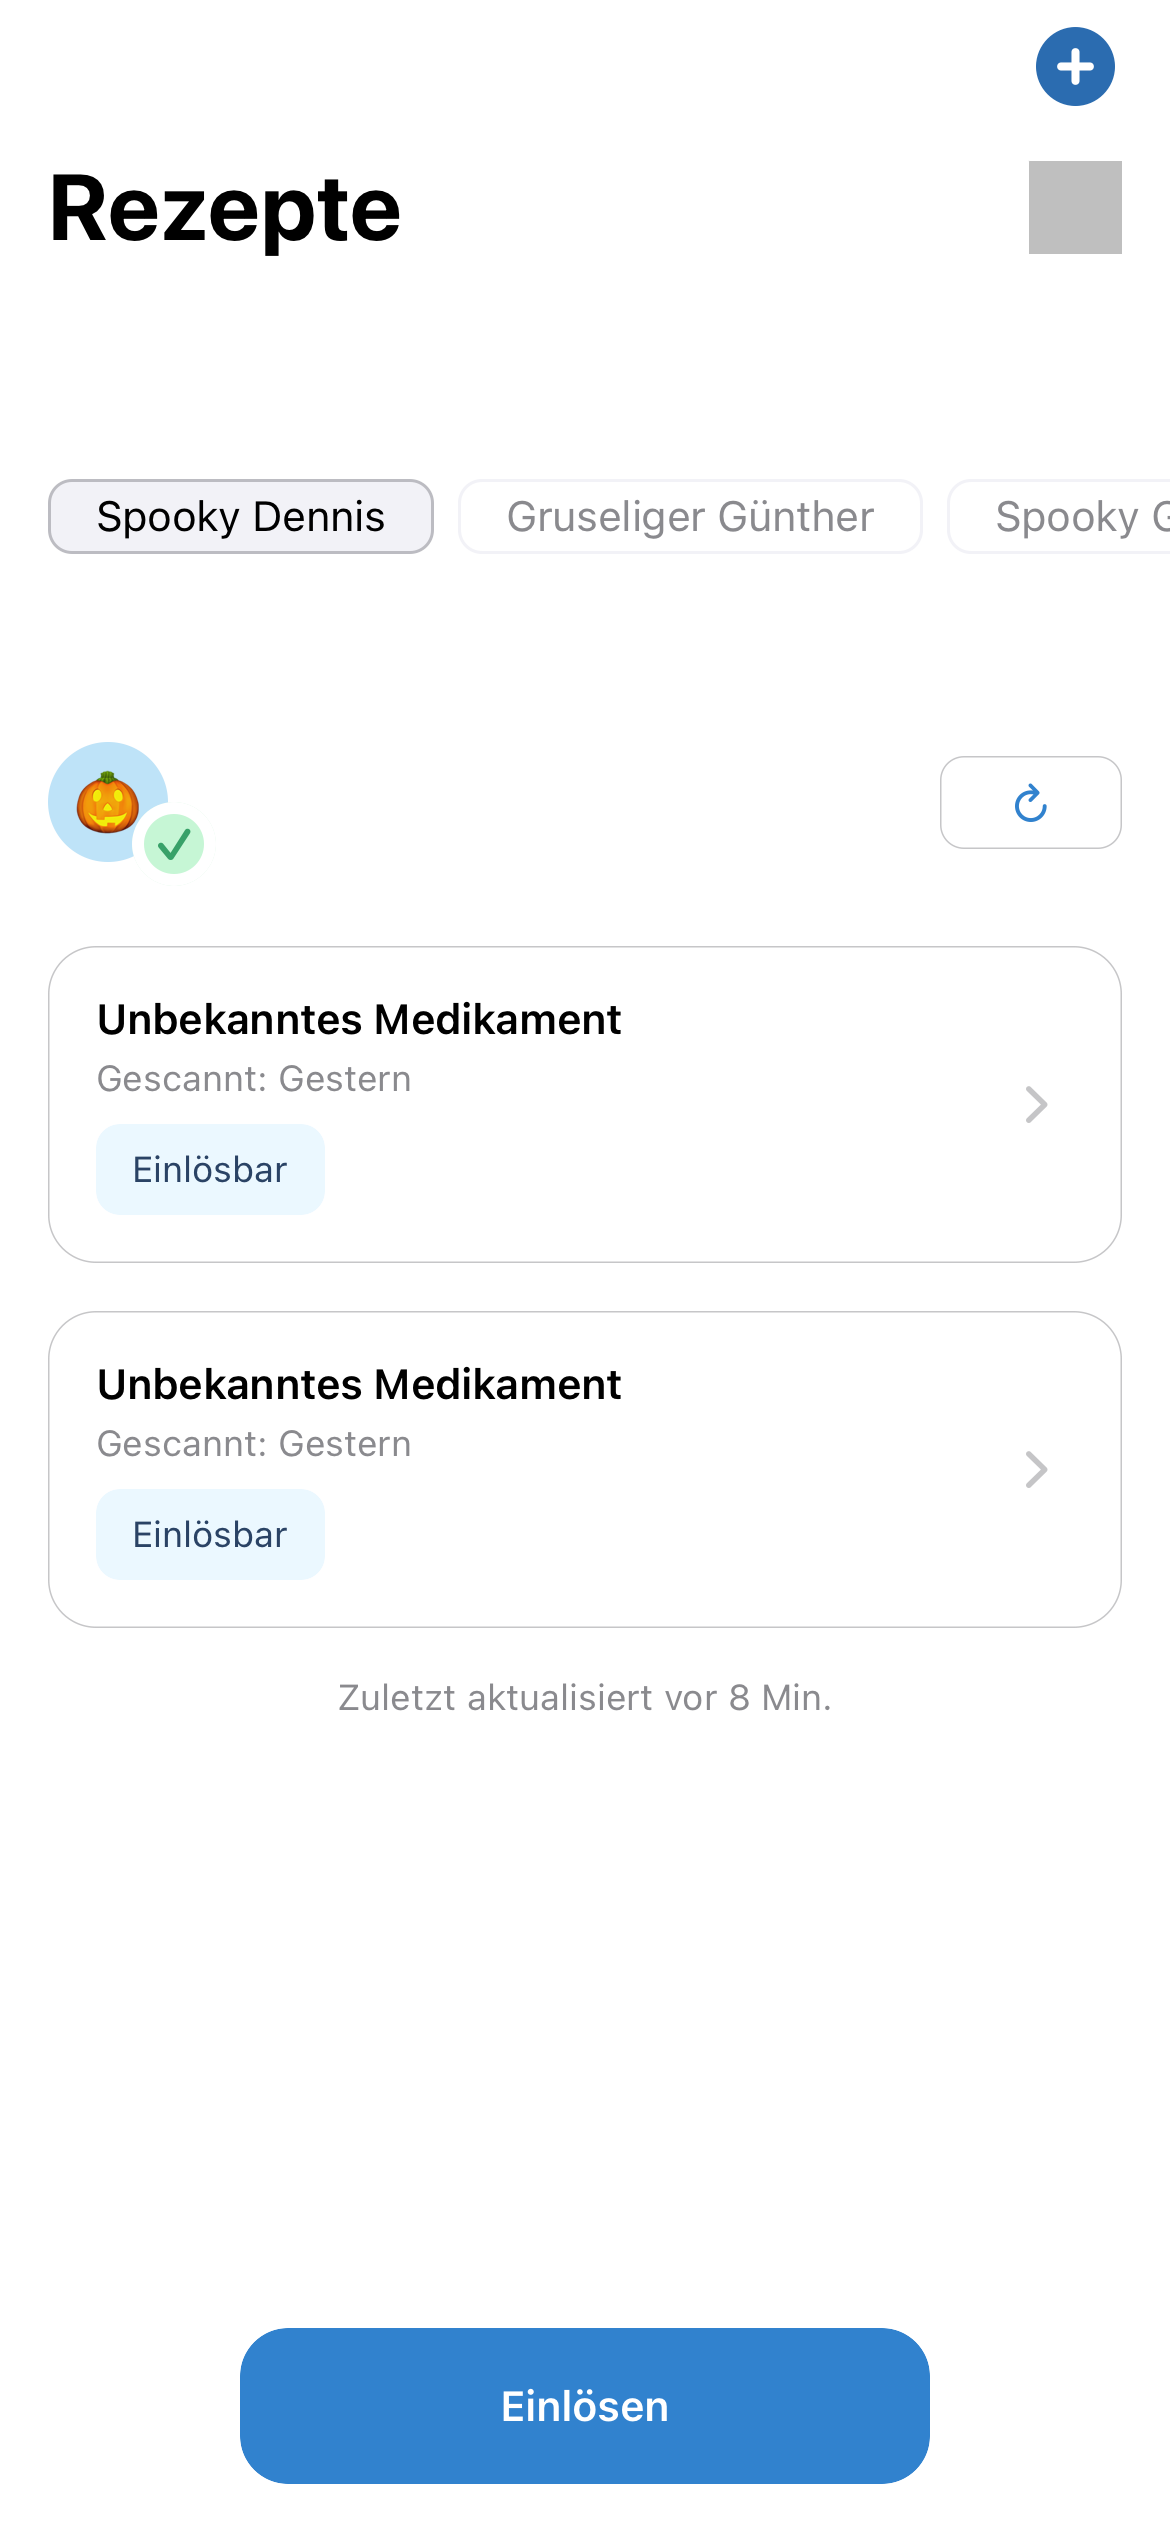 Rezepte
Spooky Dennis
Gruseliger Günther
Spooky
Unbekanntes Medikament
Gescannt: Gestern
Einlösbar
Unbekanntes Medikament
Gescannt: Gestern
Einlösbar
Zuletzt aktualisiert vor 8 Min.
Einlösen